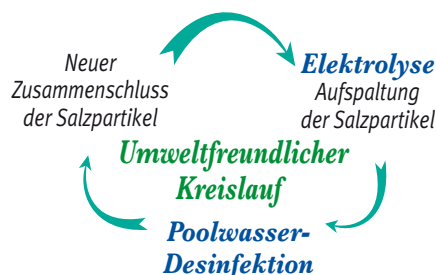 Neuer
Zusammenschluss
der Salzpartikel
Elektrolyse
Aufspaltung
der Salzpartikel
Umweltfreundlicher
Kreislauf
Poolwasser-
Desinfektion